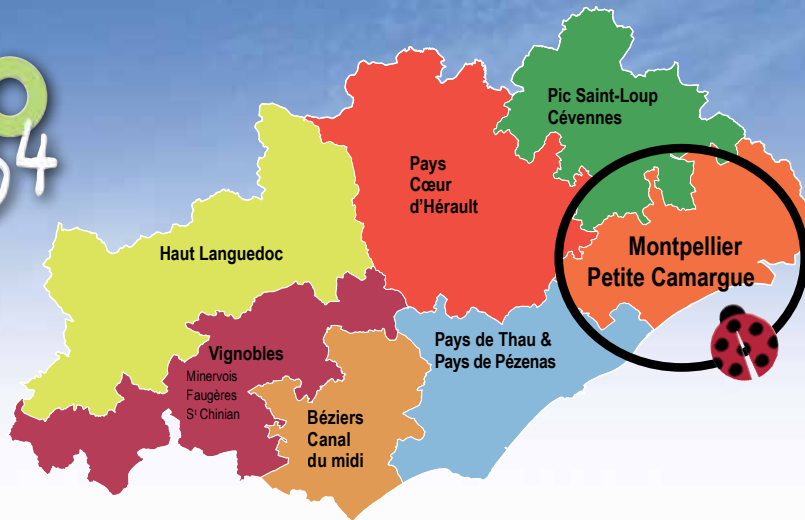 Pic Saint-Loup
Cévennes
Pays
Cœur
d'Hérault
Haut Languedoc
Montpellier
Petite Camargue
Pays de Thau &
Pays de Pézenas
Vignobles
Minervois
Faugères
Sᵗ Chinian
Béziers
Canal
du midi